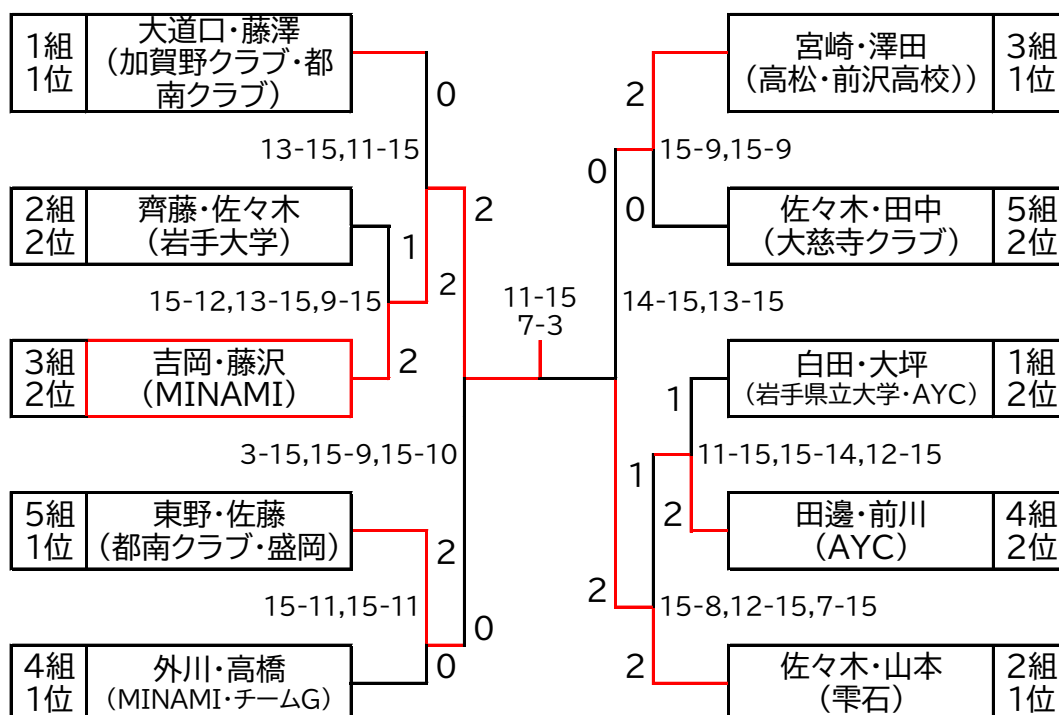 1組
1位
大道口・藤澤
(加賀野クラブ・都
南クラブ)
0
13-15,11-15
2組
2位
齊藤・佐々木
(岩手大学)
1
2
2
15-12,13-15,9-15
3組
2位
吉岡・藤沢
(MINAMI)
2
3-15,15-9,15-10
5組
1位
東野・佐藤
(都南クラブ・盛岡)
2
15-11,15-11
0
4組
1位
外川・高橋
(MINAMI・チームG)
0
11-15
7-3
宮崎・澤田
(高松・前沢高校))
3組
1位
2
15-9,15-9
0
0
佐々木・田中
(大慈寺クラブ)
5組
2位
14-15,13-15
白田・大坪
(岩手県立大学・AYC)
1組
2位
1
11-15,15-14,12-15
1
2
田邊・前川
(AYC)
4組
2位
2
15-8,12-15,7-15
2
佐々木・山本
(雫石)
2組
1位